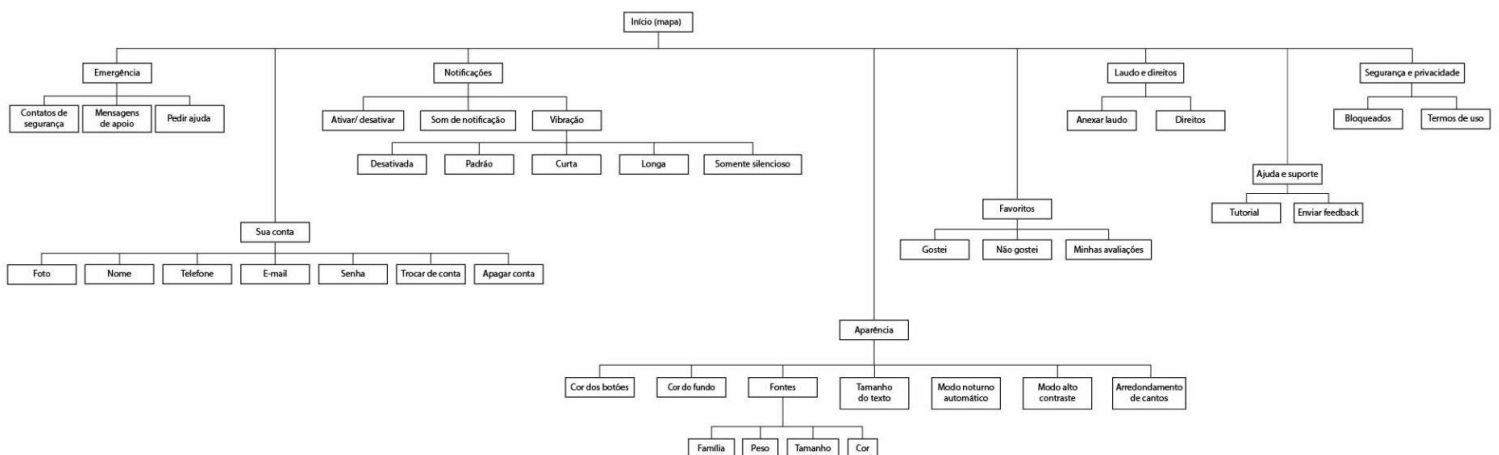 Início (mapa)
Emergência
Notificações
Laudo e direitos
Segurança e privacidade
Contatos de
segurança
Mensagens
de apoio
Pedir ajuda
Ativar/ desativar
Som de notificação
Vibração
Anexar laudo
Direitos
Bloqueados
Termos de uso
Desativada
Padrão
Curta
Longa
Somente silencioso
Ajuda e suporte
Tutorial
Enviar feedback
Favoritos
Gostei
Não gostei
Minhas avaliações
Sua conta
Foto
Nome
Telefone
E-mail
Senha
Trocar de conta
Apagar conta
Aparência
Cor dos botões
Cor do fundo
Fontes
Tamanho
do texto
Modo noturno
automático
Modo alto
contraste
Arredondamento
de cantos
Família
Peso
Tamanho
Cor